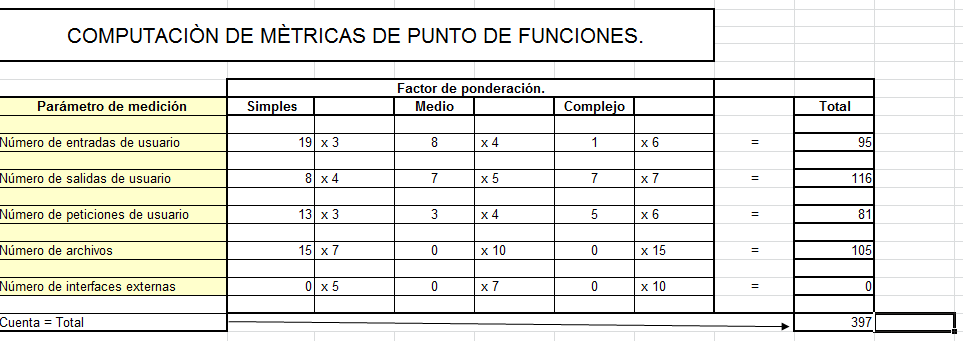 COMPUTACIÒN DE MÈTRICAS DE PUNTO DE FUNCIONES.
Factor de ponderación.
Parámetro de medición Simples Medio Complejo Total
Número de entradas de usuario 19 x 3 8 x 4 1 x 6 = 95
Número de salidas de usuario 8 x 4 7 x 5 7 x 7 = 116
Número de peticiones de usuario 13 x 3 3 x 4 5 x 6 = 81
Número de archivos 15 x 7 0 x 10 0 x 15 = 105
Número de interfaces externas 0 x 5 0 x 7 0 x 10 = 0
Cuenta = Total 397